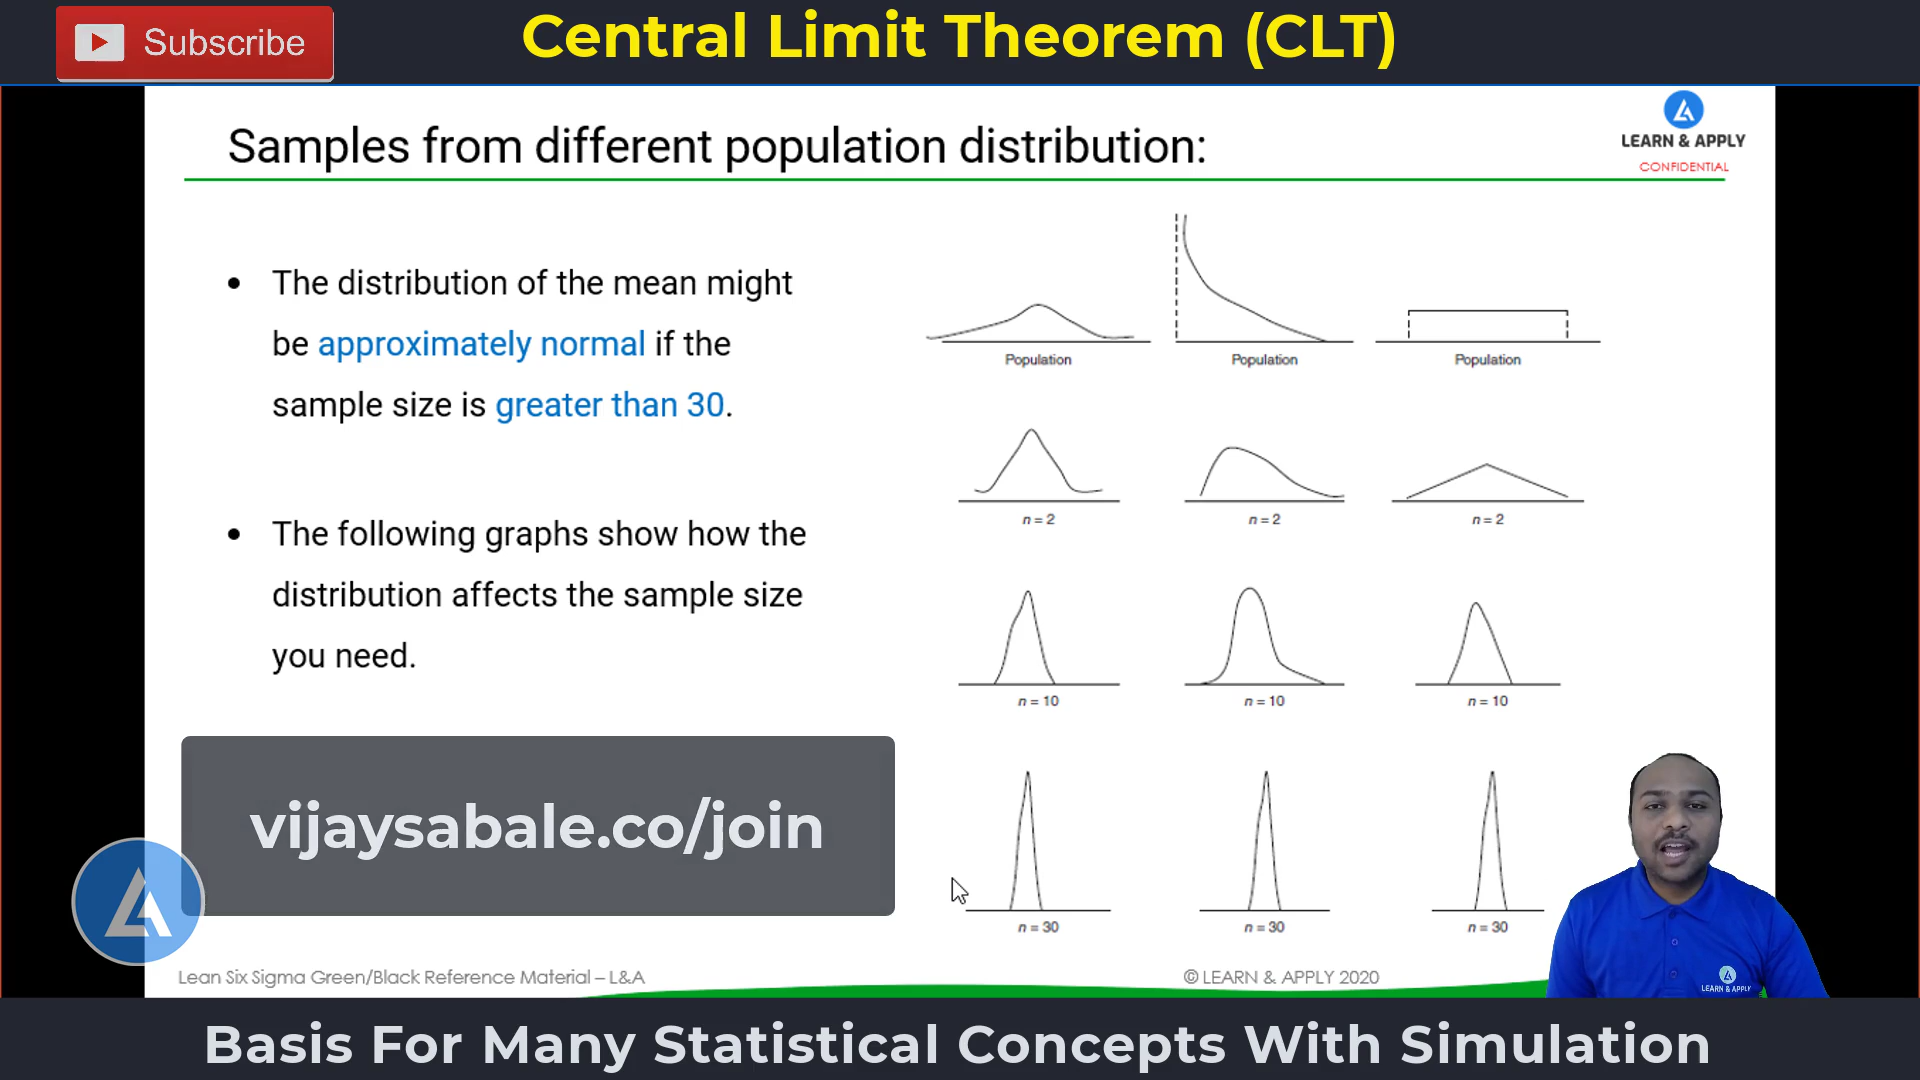 Subscribe
Central Limit Theorem (CLT)
Samples from different population distribution:
LEARN & APPLY
CONFIDENTIAL
• The distribution of the mean might
be approximately normal if the
sample size is greater than 30.
• The following graphs show how the
distribution affects the sample size
you need.
Population
Population
Population
n = 2
n = 2
n = 2
n = 10
n = 10
n = 10
n = 30
n = 30
n = 30
vijaysabale.co/join
LEARN & APPLY
Lean Six Sigma Green/Black Reference Material – L&A
© LEARN & APPLY 2020
Basis For Many Statistical Concepts With Simulation